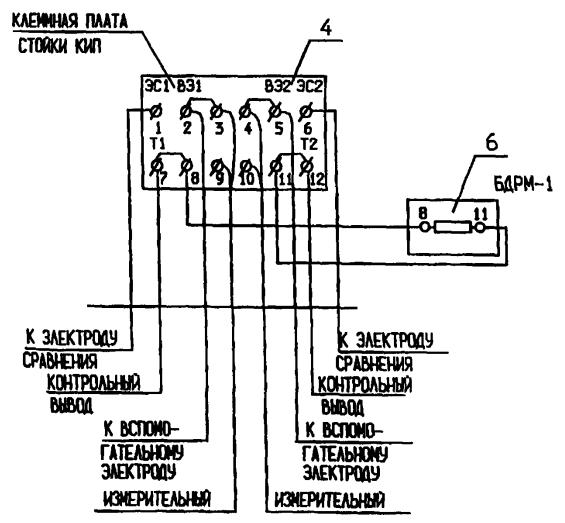 КЛЕММНАЯ ПЛАТА
СТОЙКИ КИП
4
ЭС1 ВЭ1 ВЭ2 ЭС2
1 2 3 4 5 6
Т1 Т2
7 8 9 10 11 12
6
БДРМ-1
8 11
К ЭЛЕКТРОДУ
СРАВНЕНИЯ
КОНТРОЛЬНЫЙ
ВЫВОД
К ВСПОМО-
ГАТЕЛЬНОМУ
ЭЛЕКТРОДУ
ИЗМЕРИТЕЛЬНЫЙ
К ЭЛЕКТРОДУ
СРАВНЕНИЯ
КОНТРОЛЬНЫЙ
ВЫВОД
К ВСПОМО-
ГАТЕЛЬНОМУ
ЭЛЕКТРОДУ
ИЗМЕРИТЕЛЬНЫЙ